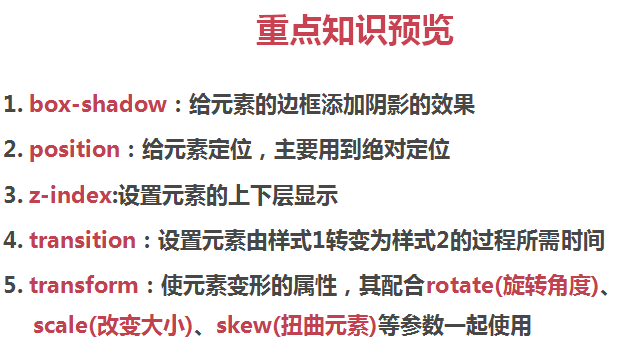 重点知识预览
1. box-shadow：给元素的边框添加阴影的效果
2. position：给元素定位，主要用到绝对定位
3. z-index:设置元素的上下层显示
4. transition：设置元素由样式1转变为样式2的过程所需时间
5. transform：使元素变形的属性，其配合rotate(旋转角度)、
scale(改变大小)、skew(扭曲元素)等参数一起使用